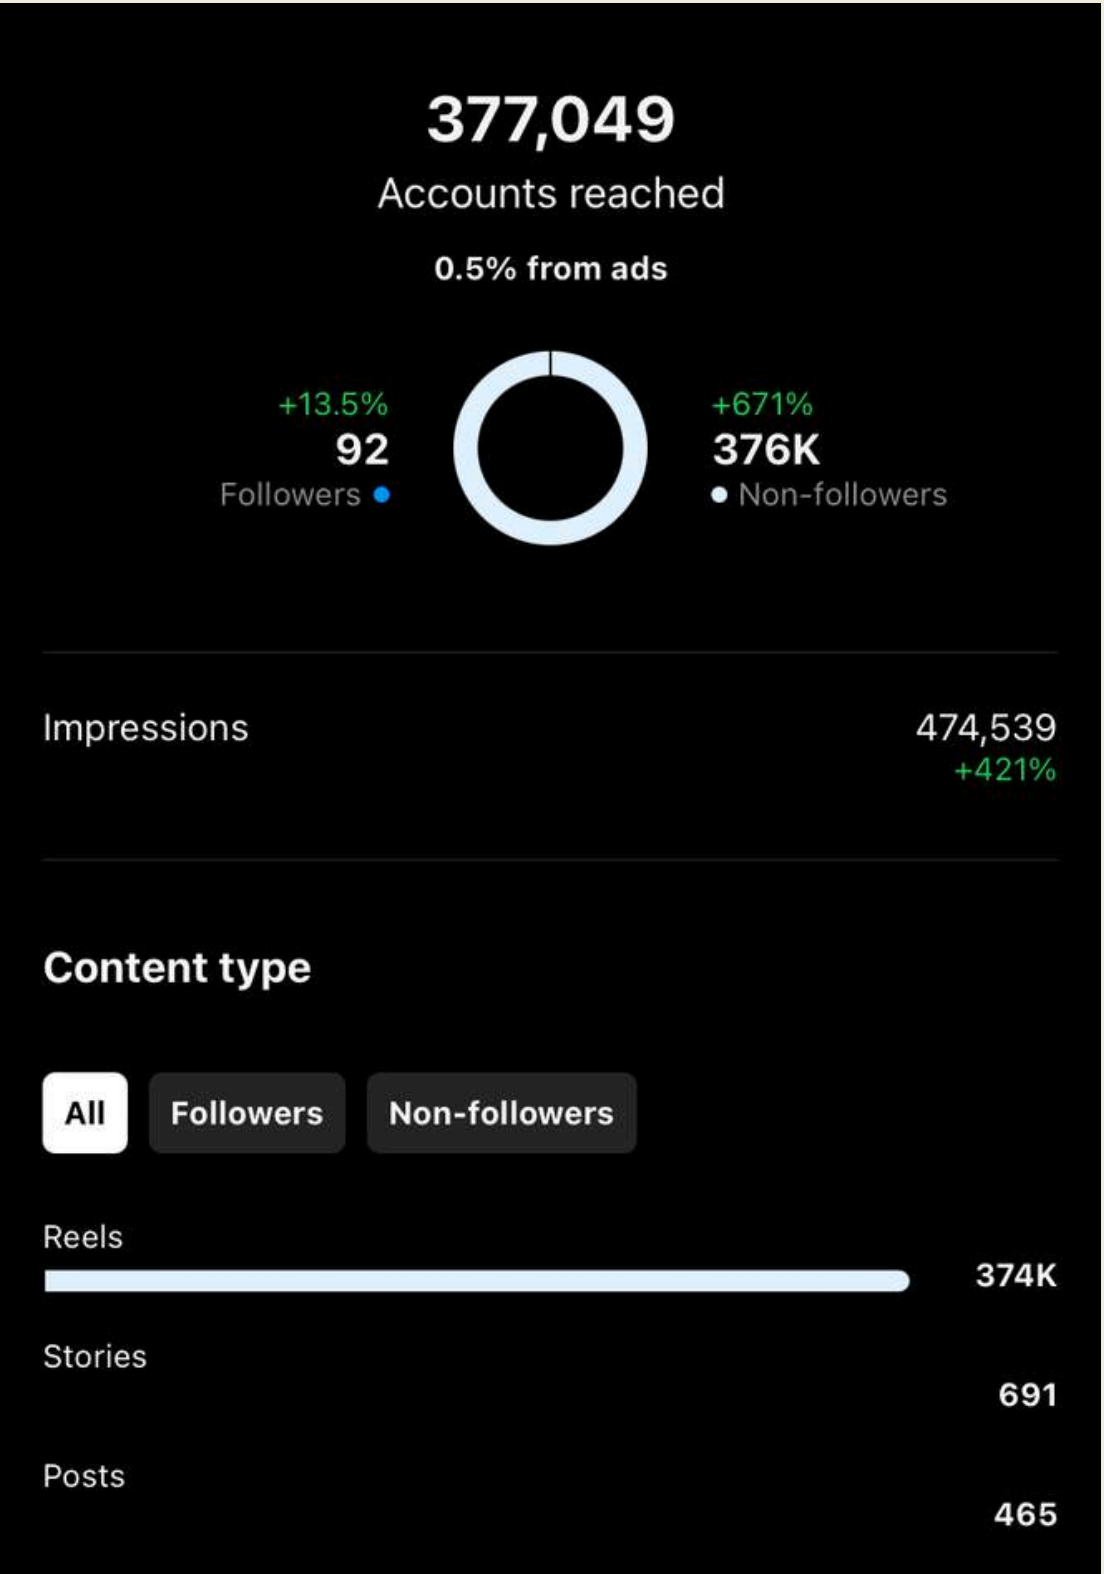 377,049
Accounts reached
0.5% from ads
+13.5%
92
Followers
+671%
376K
Non-followers
Impressions
474,539
+421%
Content type
All
Followers
Non-followers
Reels
374K
Stories
691
Posts
465